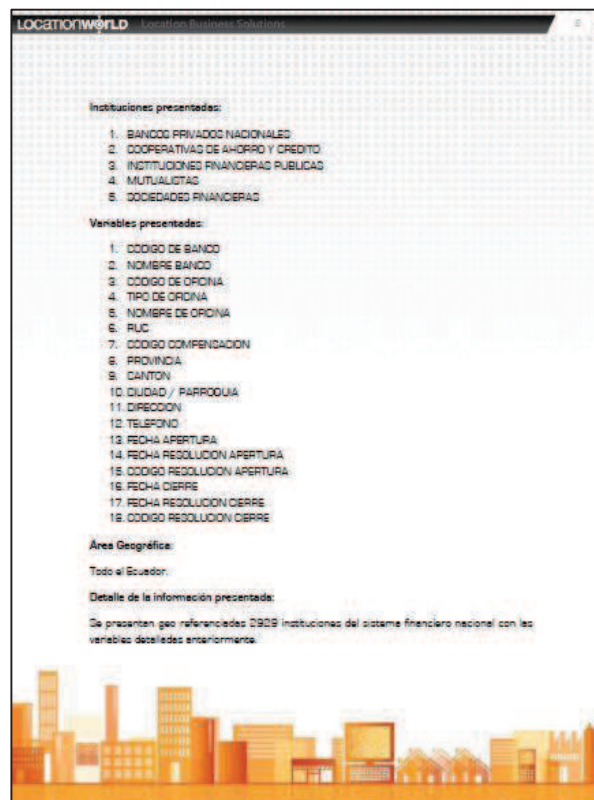 LOCATIONWORLD Location Business Solutions
Instituciones presentadas:
1. BANCOS PRIVADOS NACIONALES
2. COOPERATIVAS DE AHORRO Y CREDITO
3. INSTITUCIONES FINANCIERAS PUBLICAS
4. MUTUALISTAS
5. SOCIEDADES FINANCIERAS
Variables presentadas:
1. CODIGO DE BANCO
2. NOMBRE BANCO
3. CODIGO DE OFICINA
4. TIPO DE OFICINA
5. NOMBRE DE OFICINA
6. RUC
7. CODIGO COMPENSACION
8. PROVINCIA
9. CANTON
10. CIUDAD / PARROQUIA
11. DIRECCION
12. TELEFONO
13. FECHA APERTURA
14. FECHA RESOLUCION APERTURA
15. CODIGO RESOLUCION APERTURA
16. FECHA CIERRE
17. FECHA RESOLUCION CIERRE
18. CODIGO RESOLUCION CIERRE
Área Geográfica:
Todo el Ecuador.
Detalle de la información presentada:
Se presentan geo referenciadas 2929 instituciones del sistema financiero nacional con las
variables detalladas anteriormente.